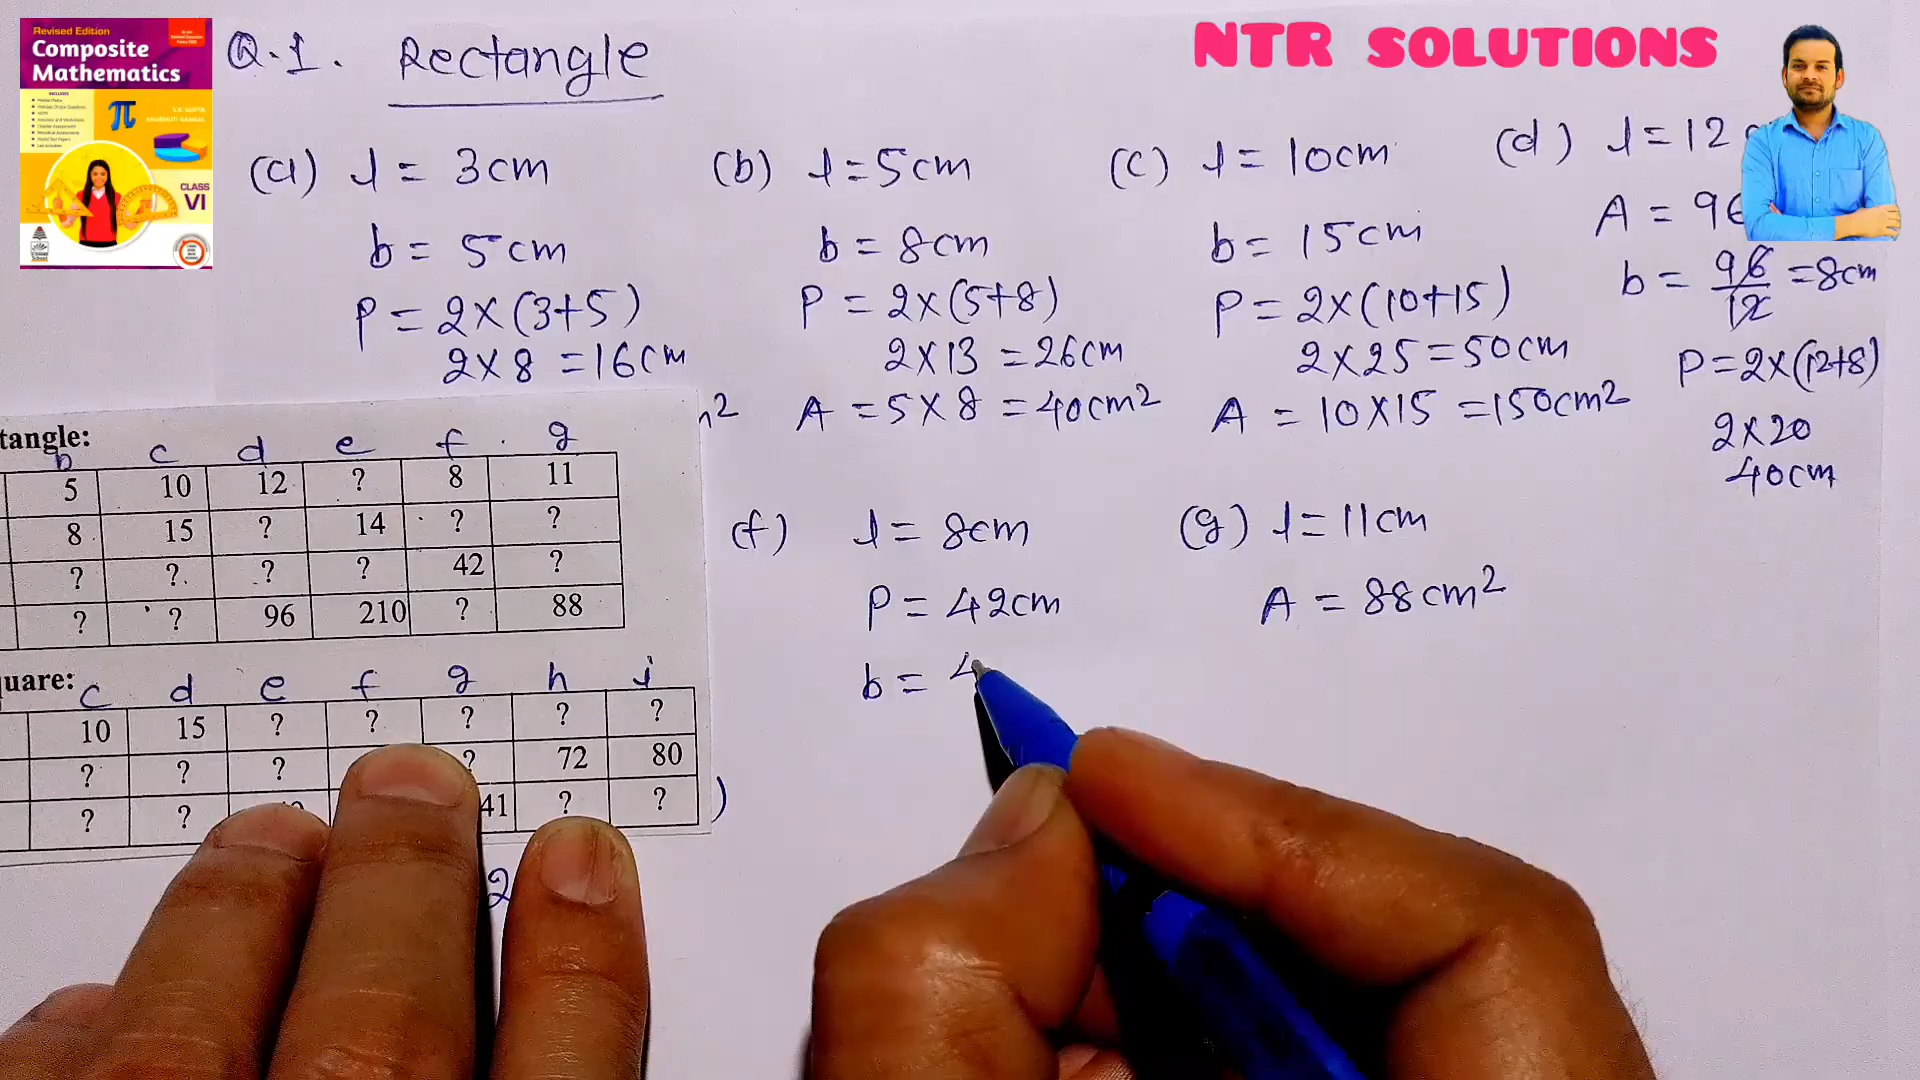 Revised Edition
Composite
Mathematics
INCLUDES
CLASS
VI
NTR SOLUTIONS
Q.1. Rectangle
(a) l = 3cm
b = 5cm
P = 2×(3+5)
2×8 = 16cm
(b) l = 5cm
b = 8cm
P = 2×(5+8)
2×13 = 26cm
A = 5×8 = 40cm²
(c) l = 10cm
b = 15cm
P = 2×(10+15)
2×25 = 50cm
A = 10×15 = 150cm²
(d) l = 12
A = 96
b = 96/12 = 8cm
P = 2×(12+8)
2×20
40cm
(f) l = 8cm
P = 42cm
b = 4
(g) l = 11cm
A = 88cm²
tangle:
b c d e f g
5 10 12 ? 8 11
8 15 ? 14 ? ?
? ? ? ? 42 ?
? ? 96 210 ? 88
uare:
c d e f g h i
10 15 ? ? ? ? ?
? ? ? ? 72 80
? ? 41 ? ?